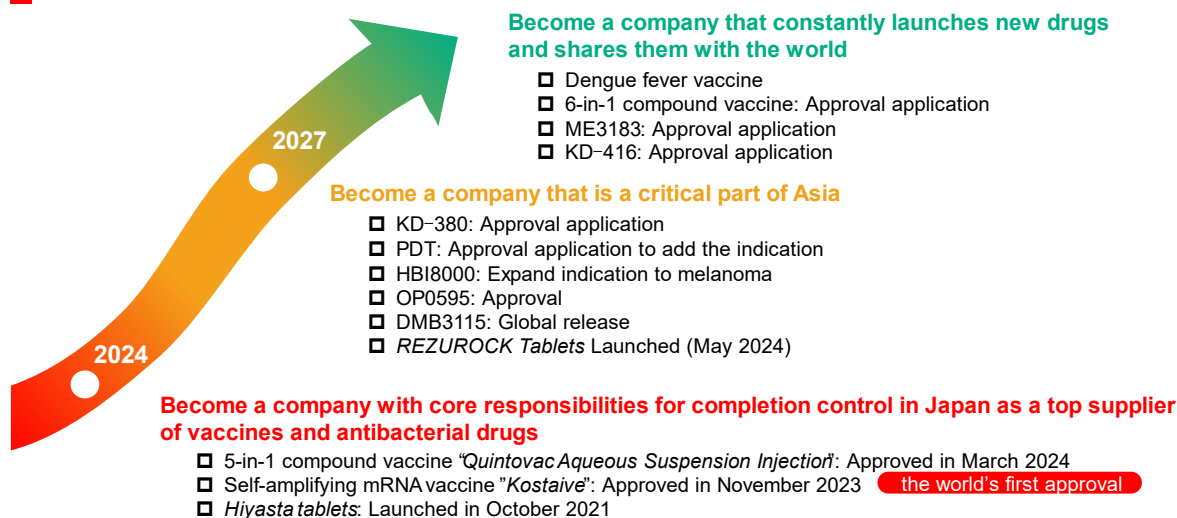 Become a company that constantly launches new drugs
and shares them with the world
Dengue fever vaccine
6-in-1 compound vaccine: Approval application
ME3183: Approval application
KD-416: Approval application
2027
Become a company that is a critical part of Asia
KD-380: Approval application
PDT: Approval application to add the indication
HBI8000: Expand indication to melanoma
OP0595: Approval
DMB3115: Global release
REZUROCK Tablets Launched (May 2024)
2024
Become a company with core responsibilities for completion control in Japan as a top supplier
of vaccines and antibacterial drugs
5-in-1 compound vaccine "Quintovac Aqueous Suspension Injection": Approved in March 2024
Self-amplifying mRNA vaccine "Kostaive": Approved in November 2023 the world's first approval
Hiyasta tablets: Launched in October 2021